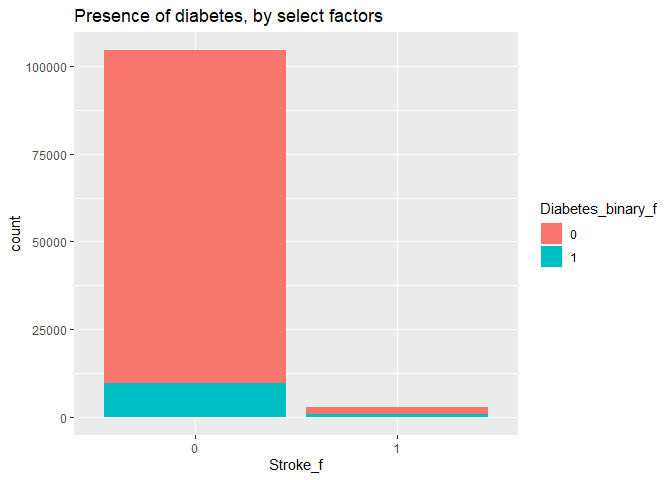 Presence of diabetes, by select factors
100000
75000
50000
25000
0
count
0
1
Stroke_f
Diabetes_binary_f
0
1